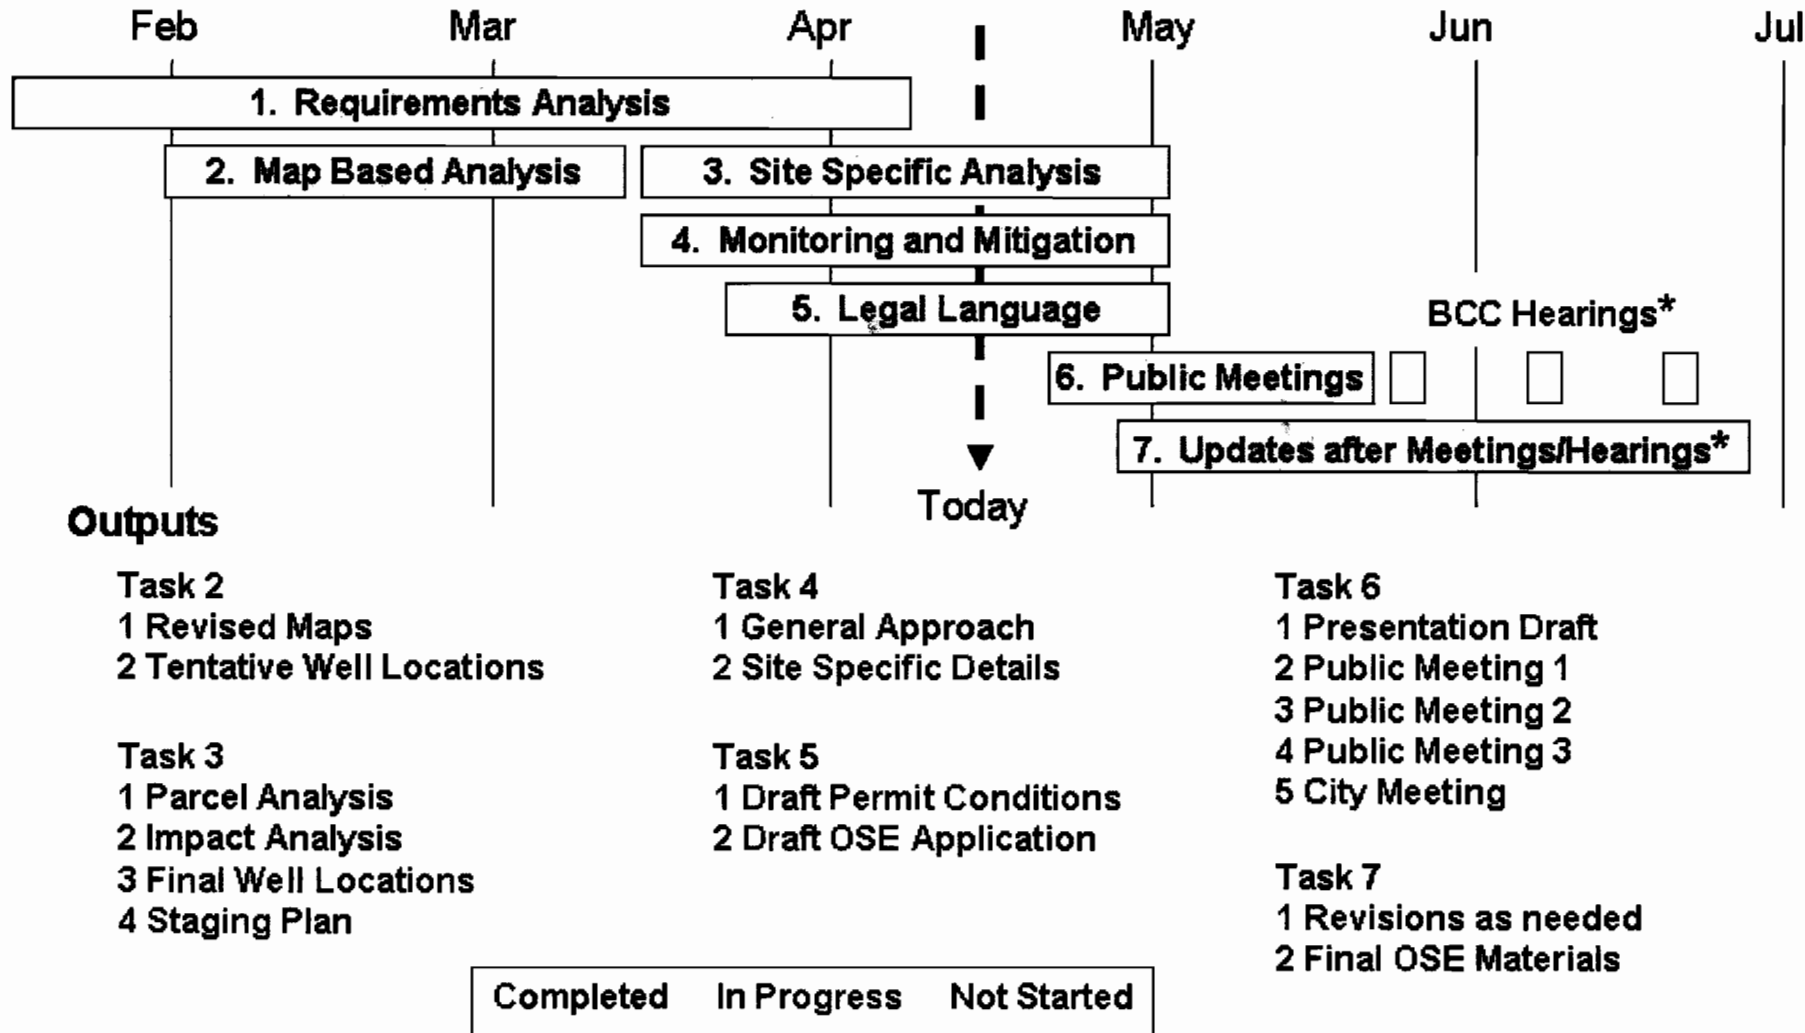 Feb Mar Apr May Jun Jul
1. Requirements Analysis
2. Map Based Analysis
3. Site Specific Analysis
4. Monitoring and Mitigation
5. Legal Language
BCC Hearings*
6. Public Meetings
7. Updates after Meetings/Hearings*
Today
Outputs
Task 2
1 Revised Maps
2 Tentative Well Locations
Task 3
1 Parcel Analysis
2 Impact Analysis
3 Final Well Locations
4 Staging Plan
Task 4
1 General Approach
2 Site Specific Details
Task 5
1 Draft Permit Conditions
2 Draft OSE Application
Task 6
1 Presentation Draft
2 Public Meeting 1
3 Public Meeting 2
4 Public Meeting 3
5 City Meeting
Task 7
1 Revisions as needed
2 Final OSE Materials
Completed In Progress Not Started